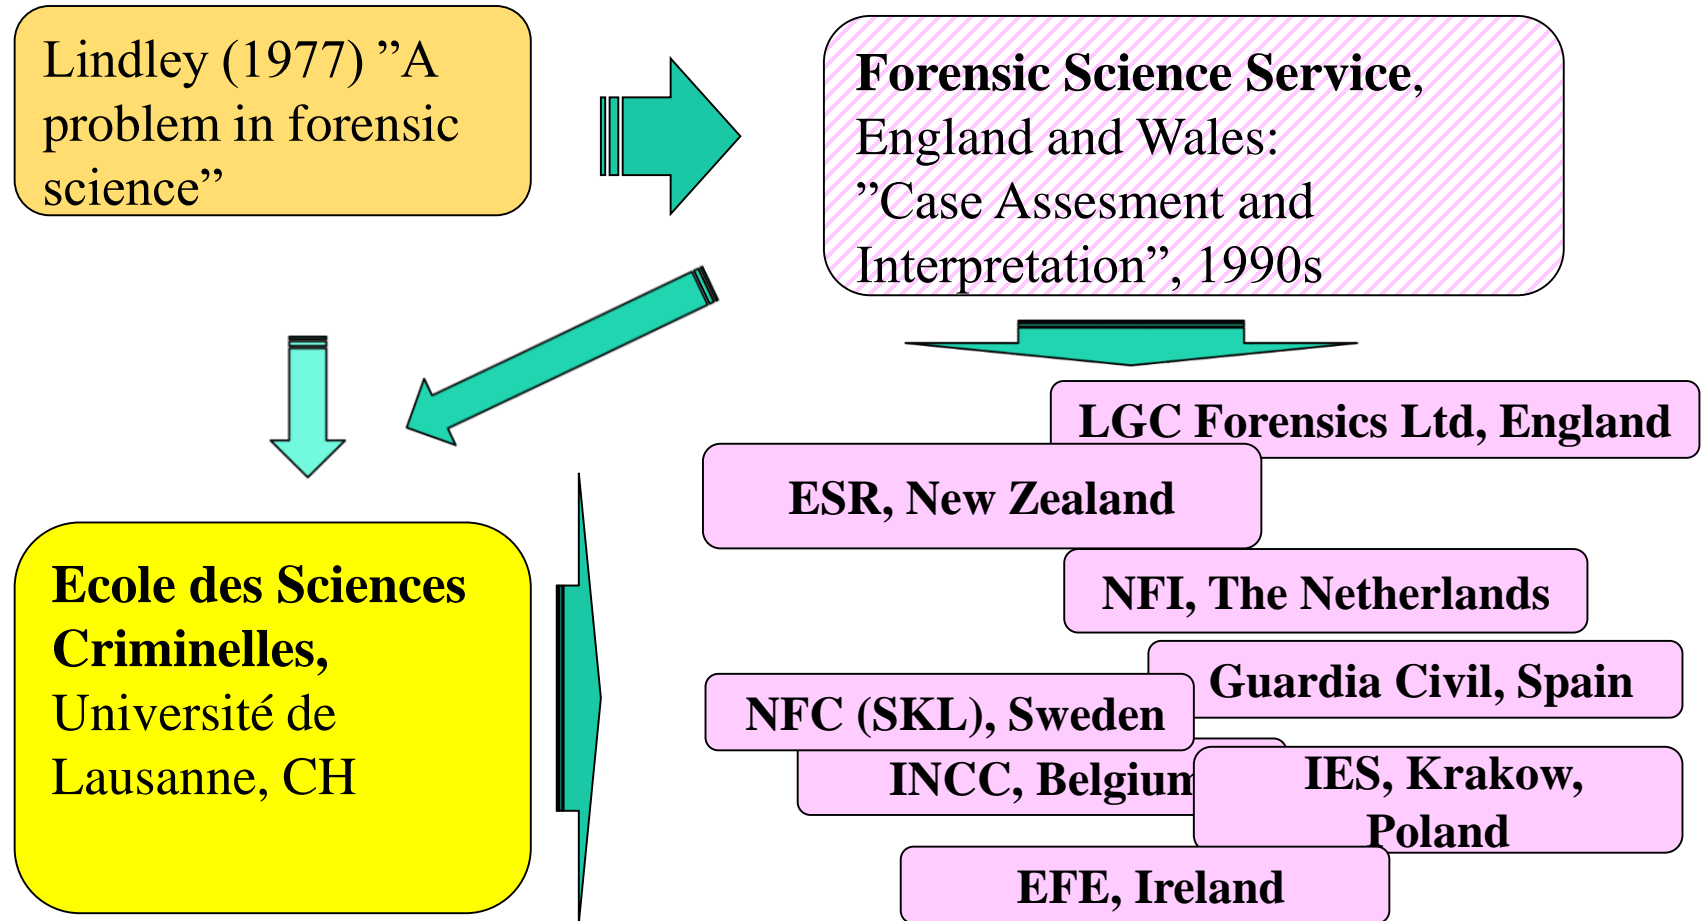 Lindley (1977) ”A
problem in forensic
science”
Forensic Science Service,
England and Wales:
”Case Assesment and
Interpretation”, 1990s
Ecole des Sciences
Criminelles,
Université de
Lausanne, CH
LGC Forensics Ltd, England
ESR, New Zealand
NFI, The Netherlands
Guardia Civil, Spain
NFC (SKL), Sweden
INCC, Belgium
IES, Krakow,
Poland
EFE, Ireland